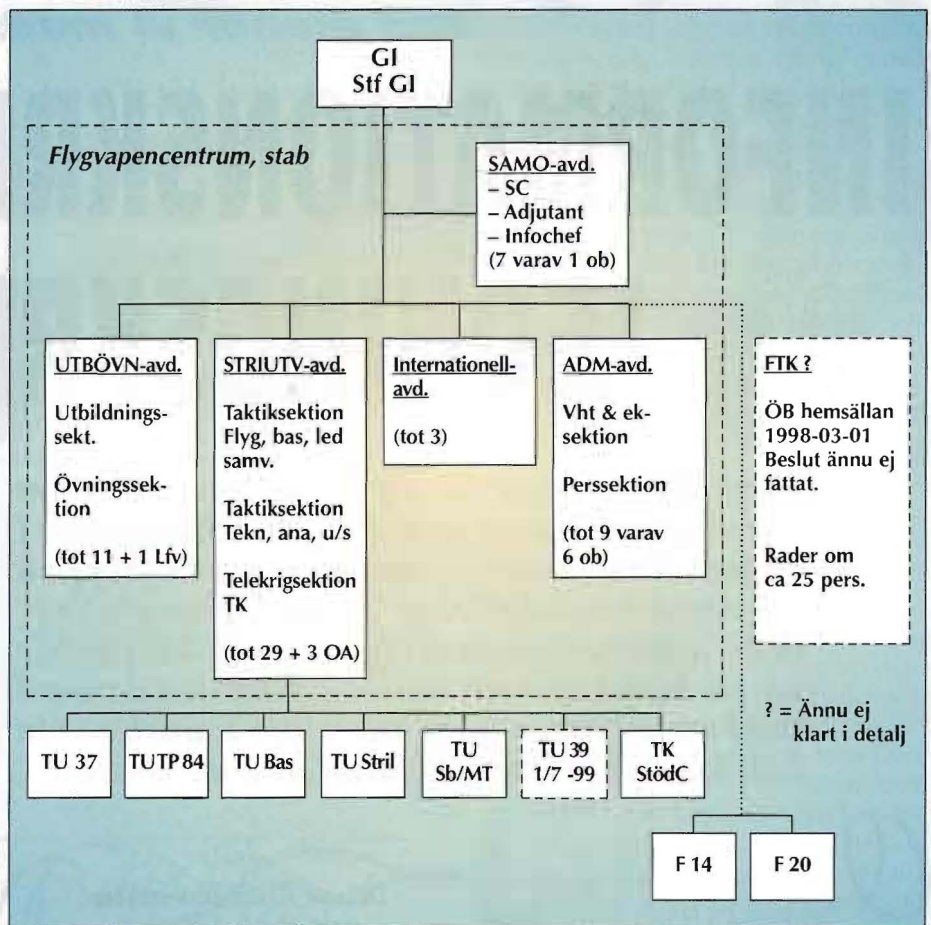 GI
Stf GI
Flygvapencentrum, stab
SAMO-avd.
– SC
– Adjutant
– Infochef
(7 varav 1 ob)
UTBÖVN-avd.
Utbildnings-
sekt.
Övningssek-
tion
(tot 11 + 1 Lfv)
STRIUTV-avd.
Taktiksektion
Flyg, bas, led
samv.
Taktiksektion
Tekn, ana, u/s
Telekrigsektion
TK
(tot 29 + 3 OA)
Internationell-
avd.
(tot 3)
ADM-avd.
Vht & ek-
sektion
Perssektion
(tot 9 varav
6 ob)
FTK ?
ÖB hemsällan
1998-03-01
Beslut ännu ej
fattat.
Rader om
ca 25 pers.
? = Ännu ej
klart i detalj
TU 37
TUTP 84
TU Bas
TU Stril
TU
Sb/MT
TU 39
1/7 -99
TK
StödC
F 14
F 20